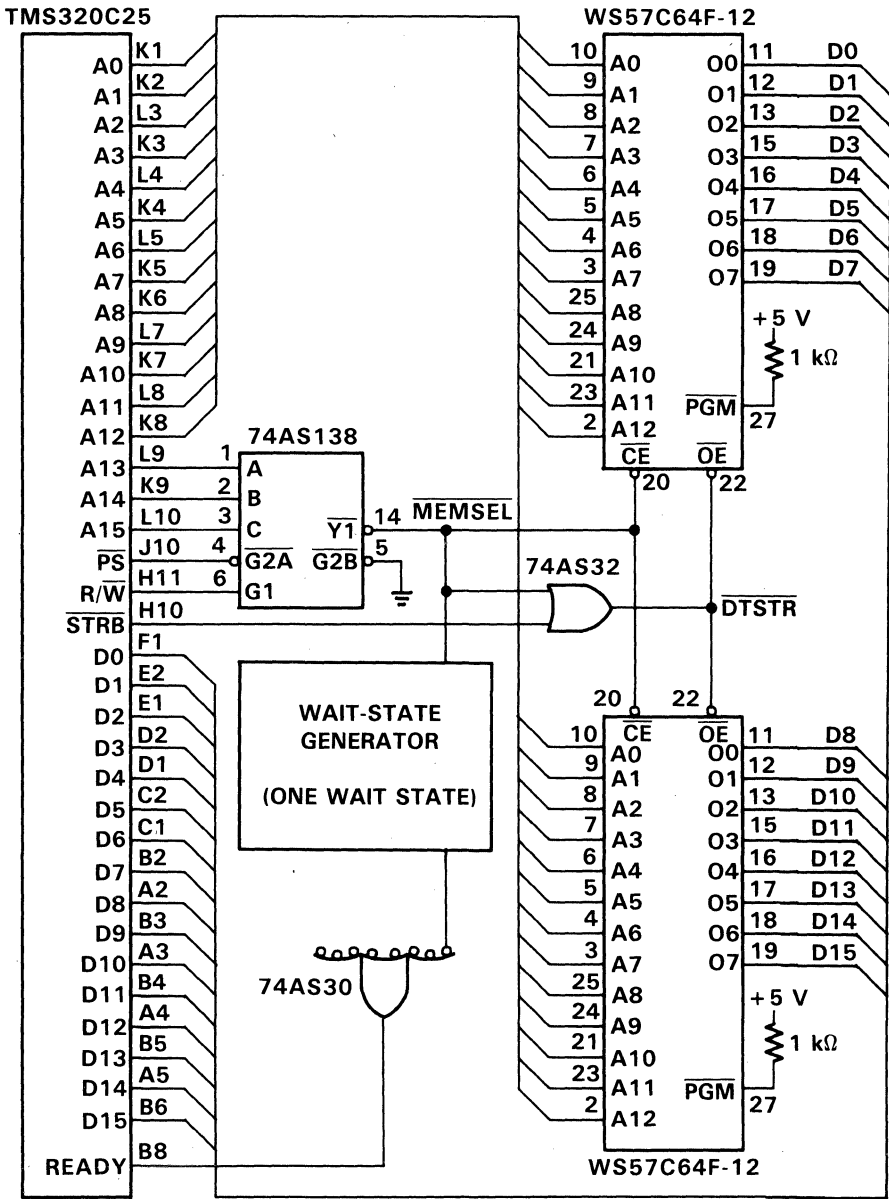 TMS320C25
A0 K1
A1 K2
A2 L3
A3 K3
A4 L4
A5 K4
A6 L5
A7 K5
A8 K6
A9 L7
A10 K7
A11 L8
A12 K8
A13 L9
A14 K9
A15 L10
PS J10
R/W H11
STRB H10
D0 F1
D1 E2
D2 E1
D3 D2
D4 D1
D5 C2
D6 C1
D7 B2
D8 A2
D9 B3
D10 A3
D11 B4
D12 A4
D13 B5
D14 A5
D15 B6
READY B8
74AS138
1 A
2 B
3 C Y1 14
4 G2A G2B 5
6 G1
MEMSEL
74AS32
DTSTR
WAIT-STATE
GENERATOR
(ONE WAIT STATE)
74AS30
WS57C64F-12
10 A0 O0 11 D0
9 A1 O1 12 D1
8 A2 O2 13 D2
7 A3 O3 15 D3
6 A4 O4 16 D4
5 A5 O5 17 D5
4 A6 O6 18 D6
3 A7 O7 19 D7
25 A8
24 A9
21 A10
23 A11
2 A12
+5 V
1 kΩ
PGM 27
CE 20
OE 22
20 CE
22 OE
10 A0 O0 11 D8
9 A1 O1 12 D9
8 A2 O2 13 D10
7 A3 O3 15 D11
6 A4 O4 16 D12
5 A5 O5 17 D13
4 A6 O6 18 D14
3 A7 O7 19 D15
25 A8
24 A9
21 A10
23 A11
2 A12
+5 V
1 kΩ
PGM 27
WS57C64F-12